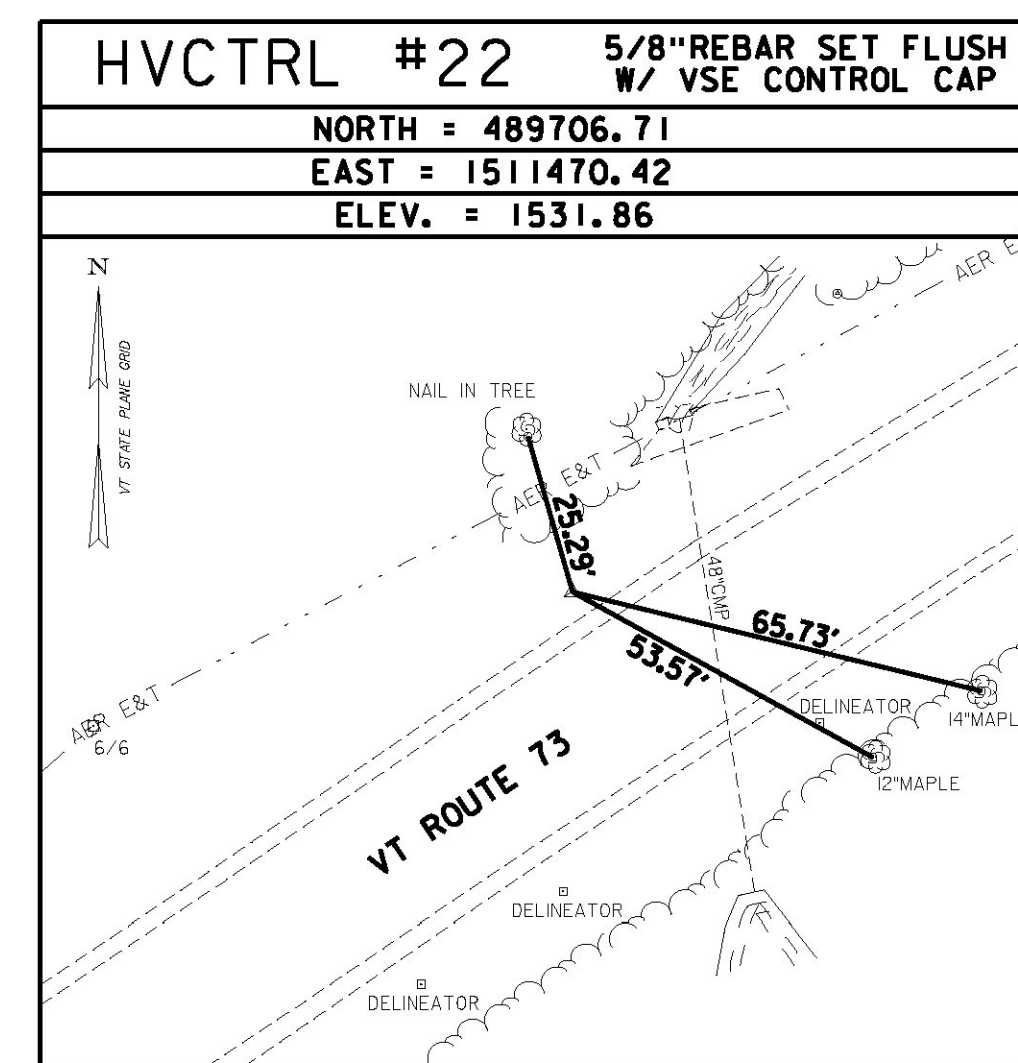 HVCTRL #22
5/8"REBAR SET FLUSH
W/ VSE CONTROL CAP
NORTH = 489706.71
EAST = 1511470.42
ELEV. = 1531.86
N
VT STATE PLANE GRID
AER E
NAIL IN TREE
AER E&T
25.29'
48"CMP
65.73'
53.57'
DELINEATOR
14"MAPL
AER E&T
6/6
12"MAPLE
VT ROUTE 73
DELINEATOR
DELINEATOR